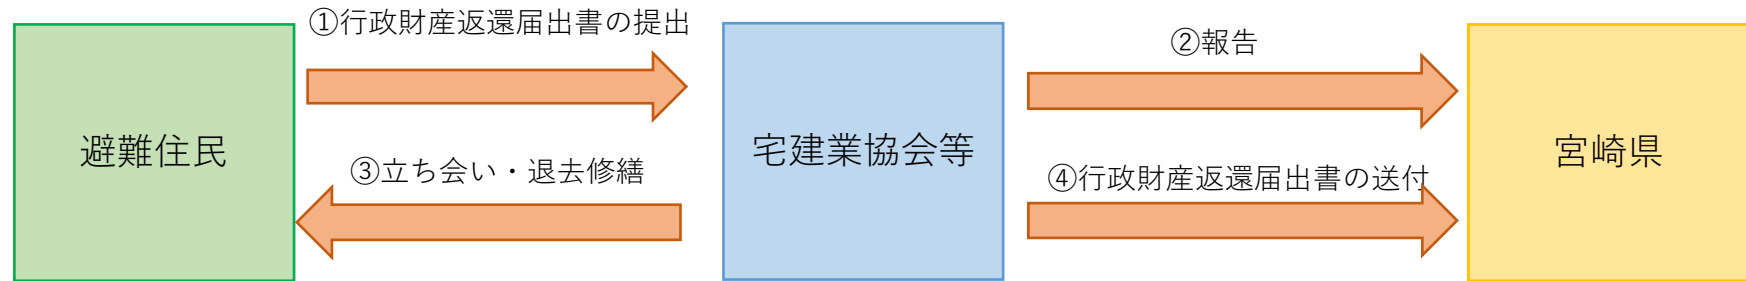 ①行政財産返還届出書の提出
②報告
避難住民
宅建業協会等
宮崎県
③立ち会い・退去修繕
④行政財産返還届出書の送付